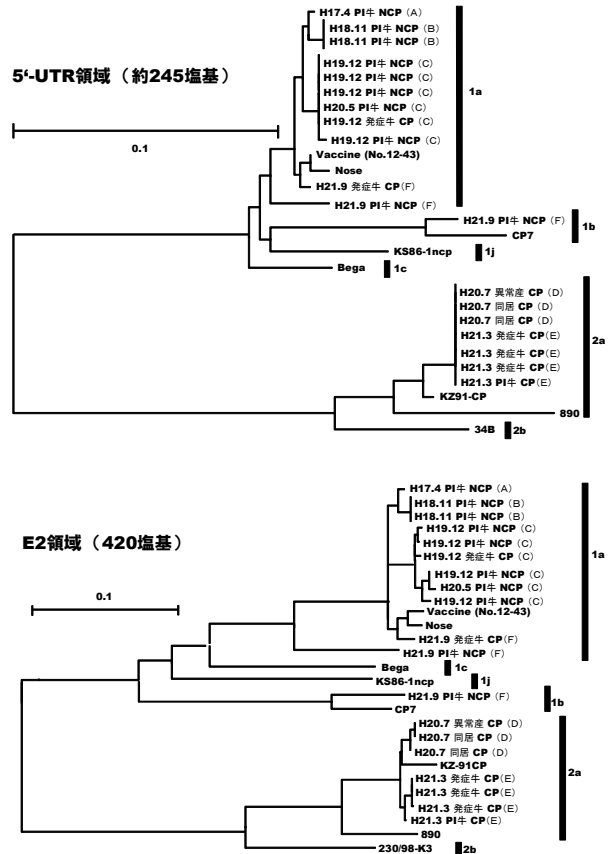 H17.4 PI牛 NCP (A)
H18.11 PI牛 NCP (B)
H18.11 PI牛 NCP (B)
H19.12 PI牛 NCP (C)
5‘-UTR領域（約245塩基）
H19.12 PI牛 NCP (C)
H19.12 PI牛 NCP (C)
1a
H20.5 PI牛 NCP (C)
H19.12 発症牛 CP (C)
0.1
H19.12 PI牛 NCP (C)
Vaccine (No.12-43)
Nose
H21.9 発症牛 CP(F)
H21.9 PI牛 NCP (F)
H21.9 PI牛 NCP (F)
1b
CP7
KS86-1ncp
1j
Bega
1c
H20.7 異常産 CP (D)
H20.7 同居 CP (D)
H20.7 同居 CP (D)
H21.3 発症牛 CP(E)
2a
H21.3 発症牛 CP(E)
H21.3 発症牛 CP(E)
H21.3 PI牛 CP(E)
KZ91-CP
890
34B
2b
H17.4 PI牛 NCP (A)
H18.11 PI牛 NCP (B)
H18.11 PI牛 NCP (B)
H19.12 PI牛 NCP (C)
E2領域（420塩基）
H19.12 PI牛 NCP (C)
H19.12 発症牛 CP (C)
1a
H19.12 PI牛 NCP (C)
H20.5 PI牛 NCP (C)
0.1
H19.12 PI牛 NCP (C)
Vaccine (No.12-43)
Nose
H21.9 発症牛 CP(F)
H21.9 PI牛 NCP (F)
Bega
1c
KS86-1ncp
1j
H21.9 PI牛 NCP (F)
1b
CP7
H20.7 異常産 CP (D)
H20.7 同居 CP (D)
H20.7 同居 CP (D)
KZ-91CP
2a
H21.3 発症牛 CP(E)
H21.3 発症牛 CP(E)
H21.3 発症牛 CP(E)
H21.3 PI牛 CP(E)
890
230/98-K3
2b